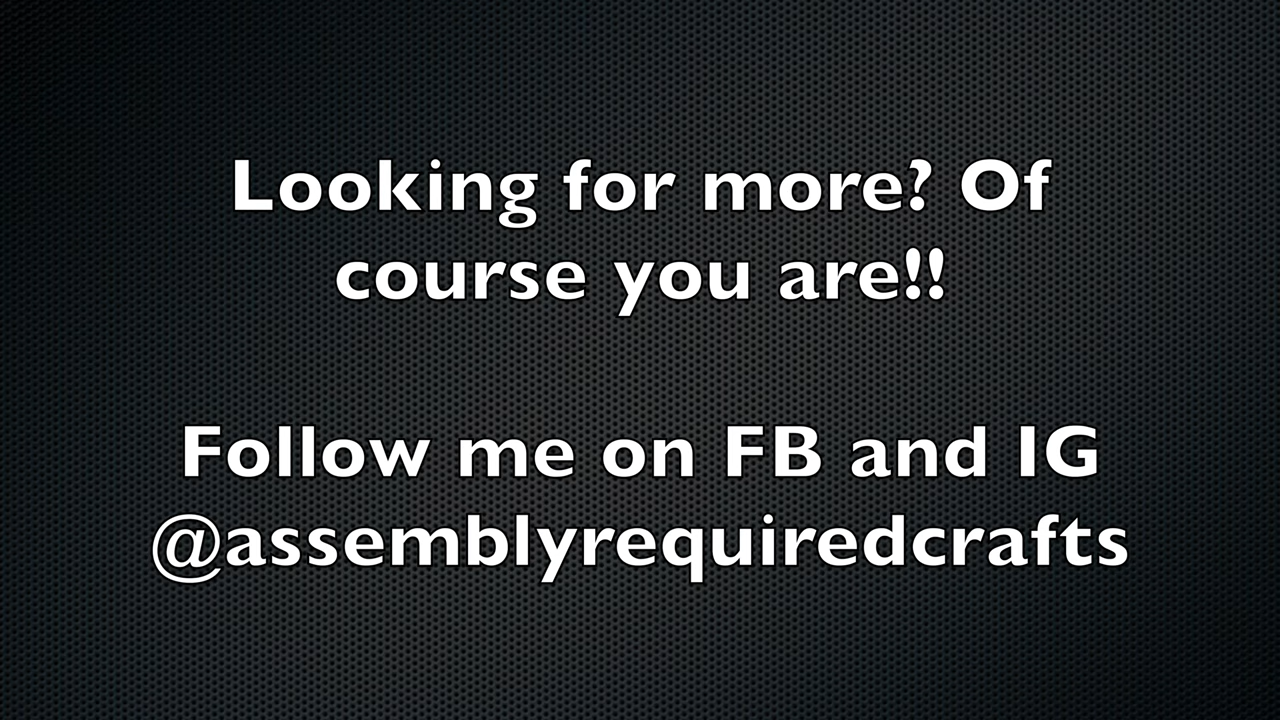 Looking for more? Of
course you are!!
Follow me on FB and IG
@assemblyrequiredcrafts